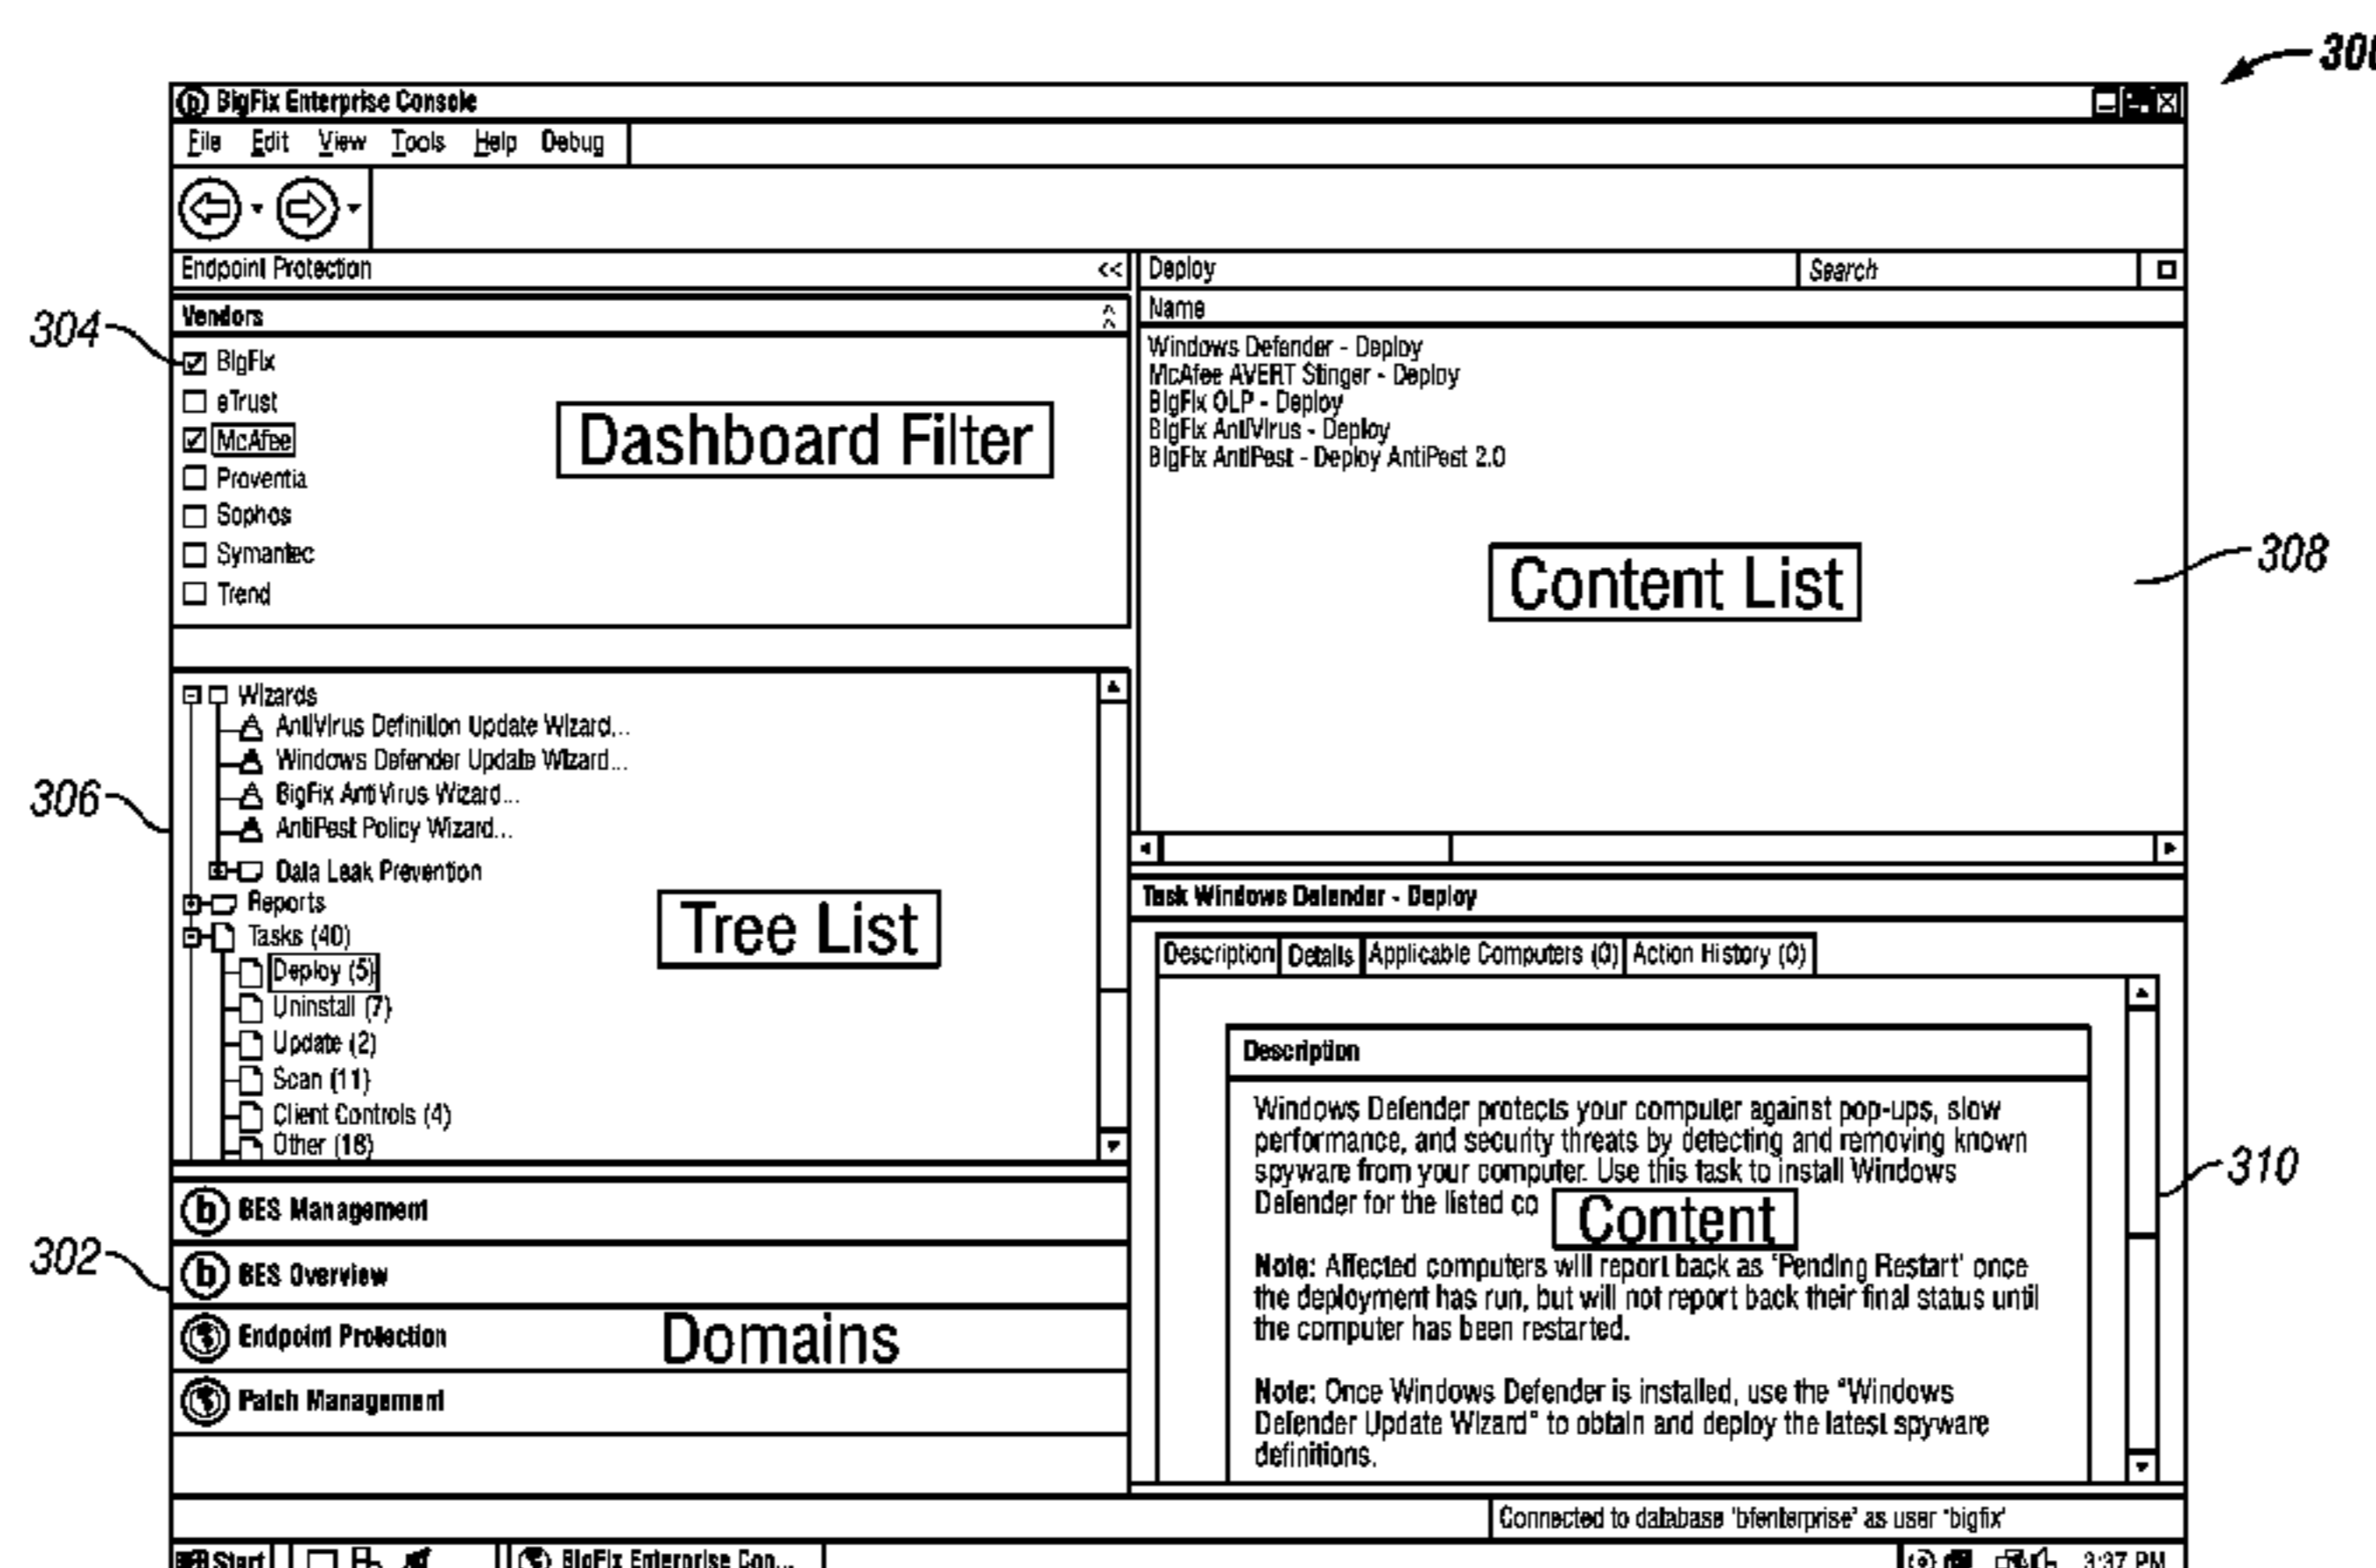 300
BigFix Enterprise Console
File Edit View Tools Help Debug
Endpoint Protection <<
Vendors
304
BigFix
eTrust
McAfee
Proventia
Sophos
Symantec
Trend
Dashboard Filter
Deploy Search
Name
Windows Defender - Deploy
McAfee AVERT Stinger - Deploy
BigFix OLP - Deploy
BigFix AntiVirus - Deploy
BigFix AntiPest - Deploy AntiPest 2.0
Content List
308
306
Wizards
AntiVirus Definition Update Wizard...
Windows Defender Update Wizard...
BigFix AntiVirus Wizard...
AntiPest Policy Wizard...
Data Leak Prevention
Reports
Tasks (40)
Deploy (5)
Uninstall (7)
Update (2)
Scan (11)
Client Controls (4)
Other (18)
Tree List
302
BES Management
BES Overview
Endpoint Protection
Patch Management
Domains
Task Windows Defender - Deploy
Description Details Applicable Computers (0) Action History (0)
Description
Windows Defender protects your computer against pop-ups, slow
performance, and security threats by detecting and removing known
spyware from your computer. Use this task to install Windows
Defender for the listed co
Content
310
Note: Affected computers will report back as 'Pending Restart' once
the deployment has run, but will not report back their final status until
the computer has been restarted.
Note: Once Windows Defender is installed, use the "Windows
Defender Update Wizard" to obtain and deploy the latest spyware
definitions.
Connected to database 'bfenterprise' as user 'bigfix'
Start BigFix Enterprise Con... 3:37 PM